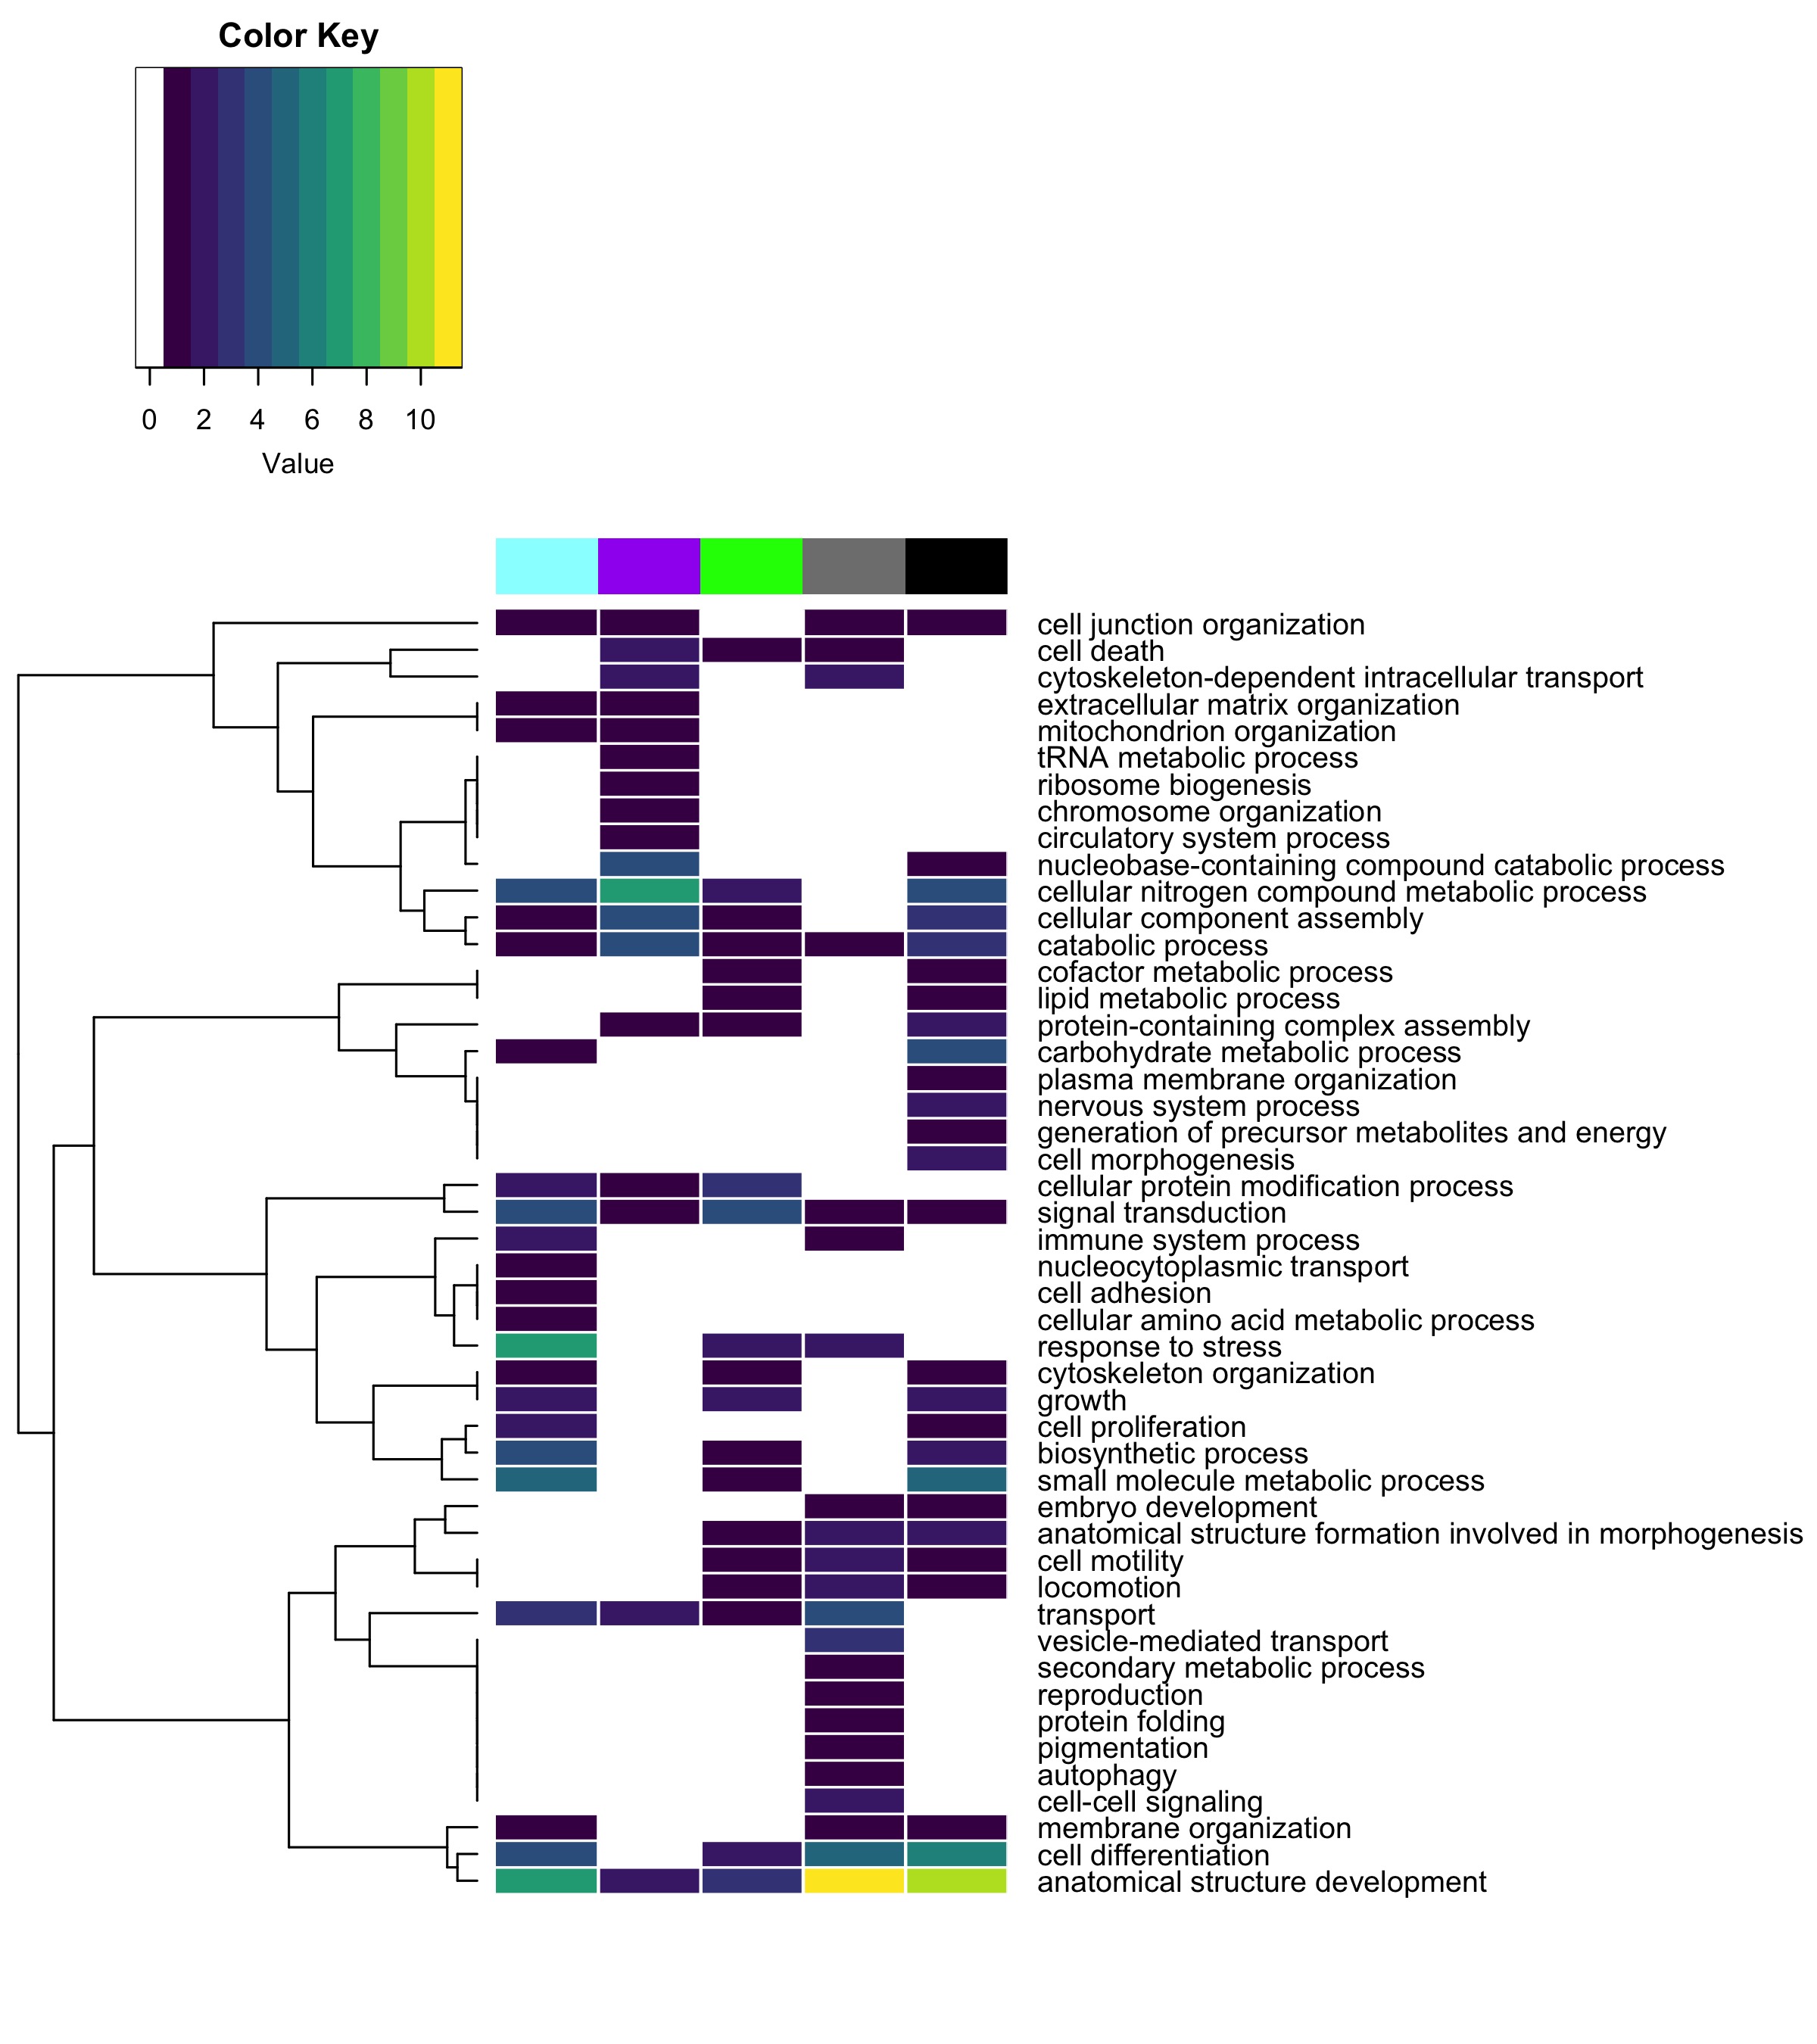 Color Key
0 2 4 6 8 10
Value
cell junction organization
cell death
cytoskeleton-dependent intracellular transport
extracellular matrix organization
mitochondrion organization
tRNA metabolic process
ribosome biogenesis
chromosome organization
circulatory system process
nucleobase-containing compound catabolic process
cellular nitrogen compound metabolic process
cellular component assembly
catabolic process
cofactor metabolic process
lipid metabolic process
protein-containing complex assembly
carbohydrate metabolic process
plasma membrane organization
nervous system process
generation of precursor metabolites and energy
cell morphogenesis
cellular protein modification process
signal transduction
immune system process
nucleocytoplasmic transport
cell adhesion
cellular amino acid metabolic process
response to stress
cytoskeleton organization
growth
cell proliferation
biosynthetic process
small molecule metabolic process
embryo development
anatomical structure formation involved in morphogenesis
cell motility
locomotion
transport
vesicle-mediated transport
secondary metabolic process
reproduction
protein folding
pigmentation
autophagy
cell-cell signaling
membrane organization
cell differentiation
anatomical structure development